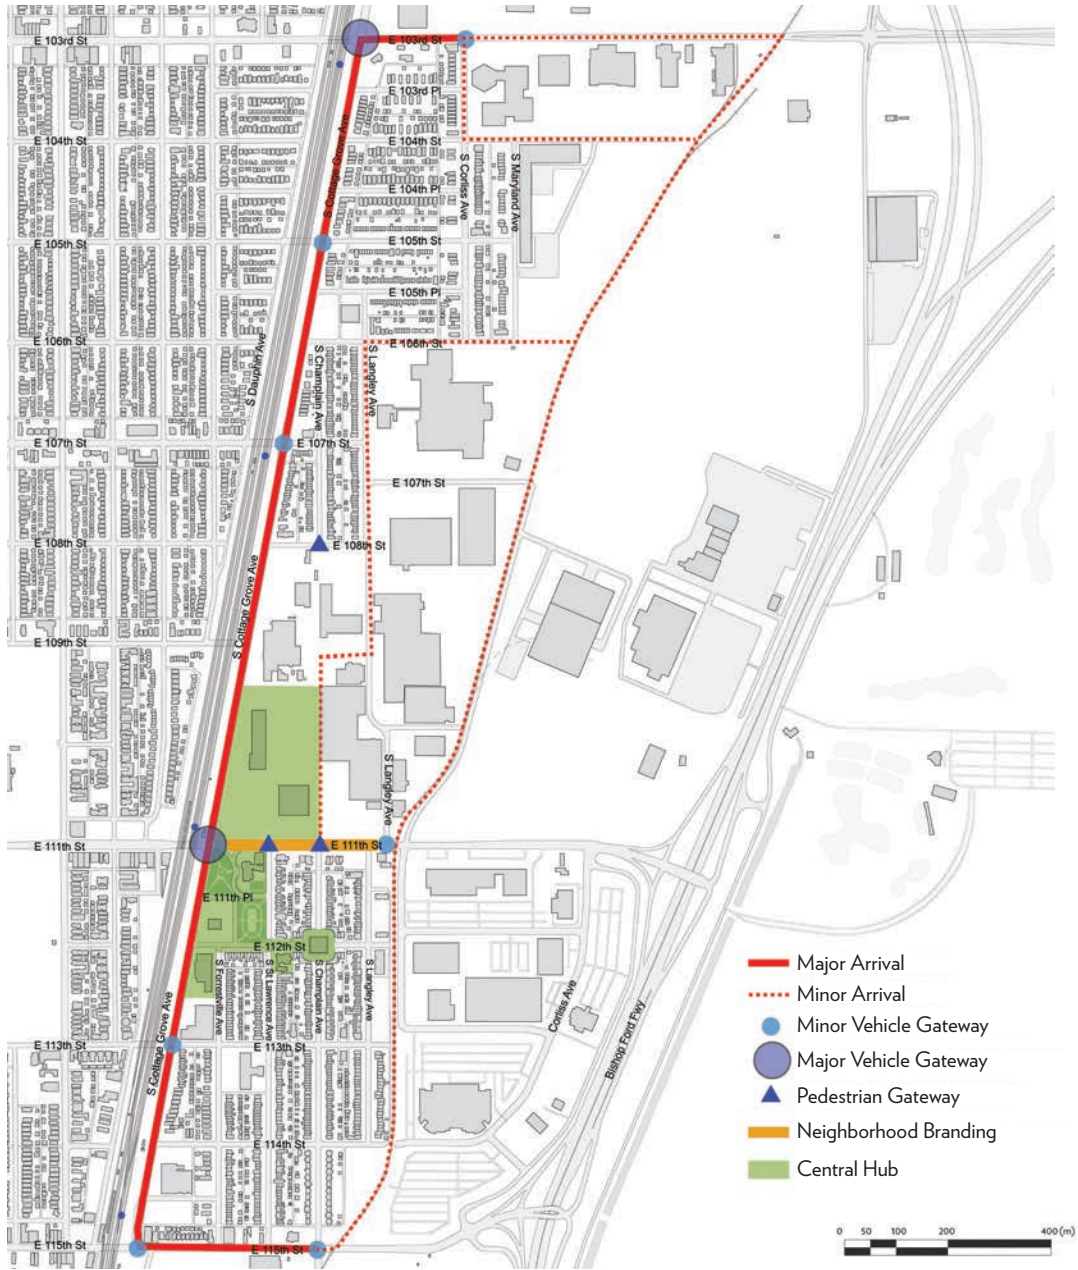 E 103rd St
E 103rd St
E 103rd Pl
E 104th St
E 104th St
S Cottage Grove Ave
S Corliss Ave
S Maryland Ave
E 104th Pl
E 105th St
E 105th St
E 105th Pl
E 106th St
E 106th St
S Dauphin Ave
S Champlain Ave
S Langley Ave
E 107th St
E 107th St
E 107th St
E 108th St
E 108th St
S Cottage Grove Ave
E 109th St
S Langley Ave
E 111th St
E 111th St
E 111th Pl
E 112th St
S Forrestville Ave
S St Lawrence Ave
S Champlain Ave
S Langley Ave
S Cottage Grove Ave
E 113th St
E 113th St
Corliss Ave
Bishop Ford Fwy
E 114th St
E 115th St
E 115th St
Major Arrival
Minor Arrival
Minor Vehicle Gateway
Major Vehicle Gateway
Pedestrian Gateway
Neighborhood Branding
Central Hub
0 50 100 200 400 (m)